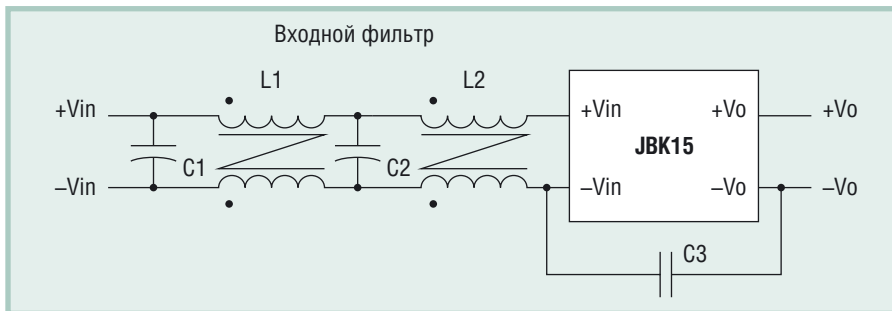 Входной фильтр
L1
L2
+Vin
–Vin
C1
C2
+Vin
+Vo
JBK15
–Vin
–Vo
+Vo
–Vo
C3